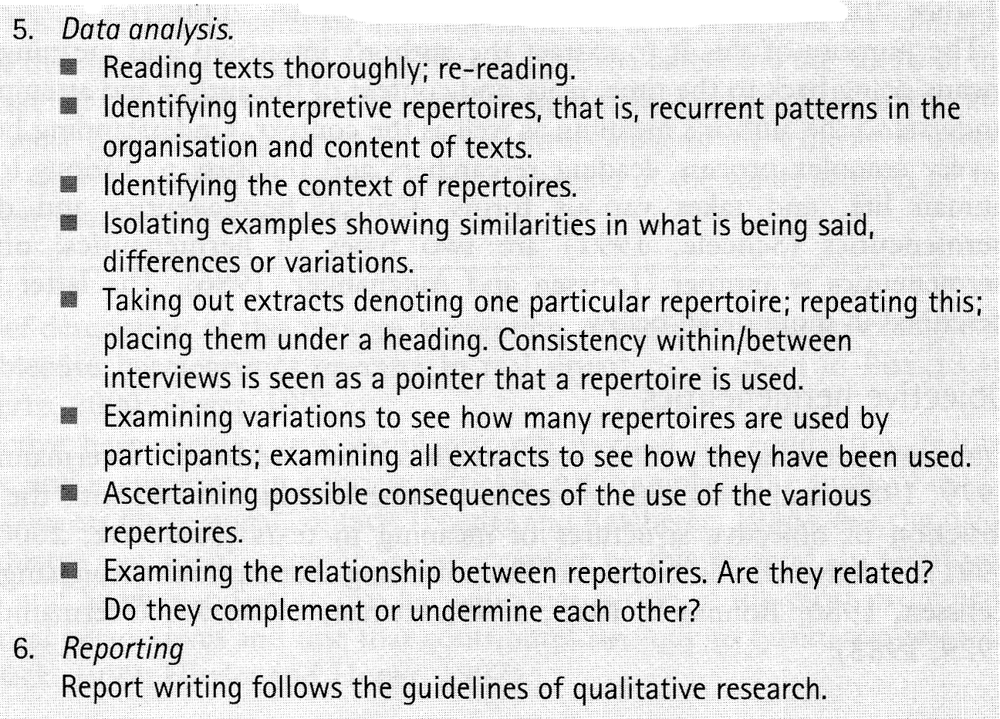 5. Data analysis.
■ Reading texts thoroughly; re-reading.
■ Identifying interpretive repertoires, that is, recurrent patterns in the
organisation and content of texts.
■ Identifying the context of repertoires.
■ Isolating examples showing similarities in what is being said,
differences or variations.
■ Taking out extracts denoting one particular repertoire; repeating this;
placing them under a heading. Consistency within/between
interviews is seen as a pointer that a repertoire is used.
■ Examining variations to see how many repertoires are used by
participants; examining all extracts to see how they have been used.
■ Ascertaining possible consequences of the use of the various
repertoires.
■ Examining the relationship between repertoires. Are they related?
Do they complement or undermine each other?
6. Reporting
Report writing follows the guidelines of qualitative research.